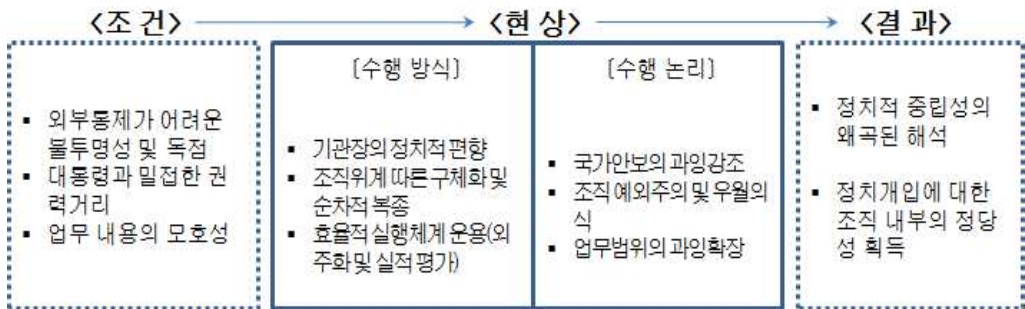 <조 건>
<현 상>
<결 과>
▪ 외부통제가 어려운
불투명성 및 독점
▪ 대통령과 밀접한 권
력거리
▪ 업무 내용의 모호성
[수행 방식]
▪ 기관장의 정치적 편향
▪ 조직위계 따른 구체화 및
순차적 복종
▪ 효율적 실행체계 운용(외
주화 및 실적 평가)
[수행 논리]
▪ 국가안보의 과잉강조
▪ 조직 예외주의 및 우월의
식
▪ 업무범위의 과잉확장
▪ 정치적 중립성의
왜곡된 해석
▪ 정치개입에 대한
조직 내부의 정당
성 획득